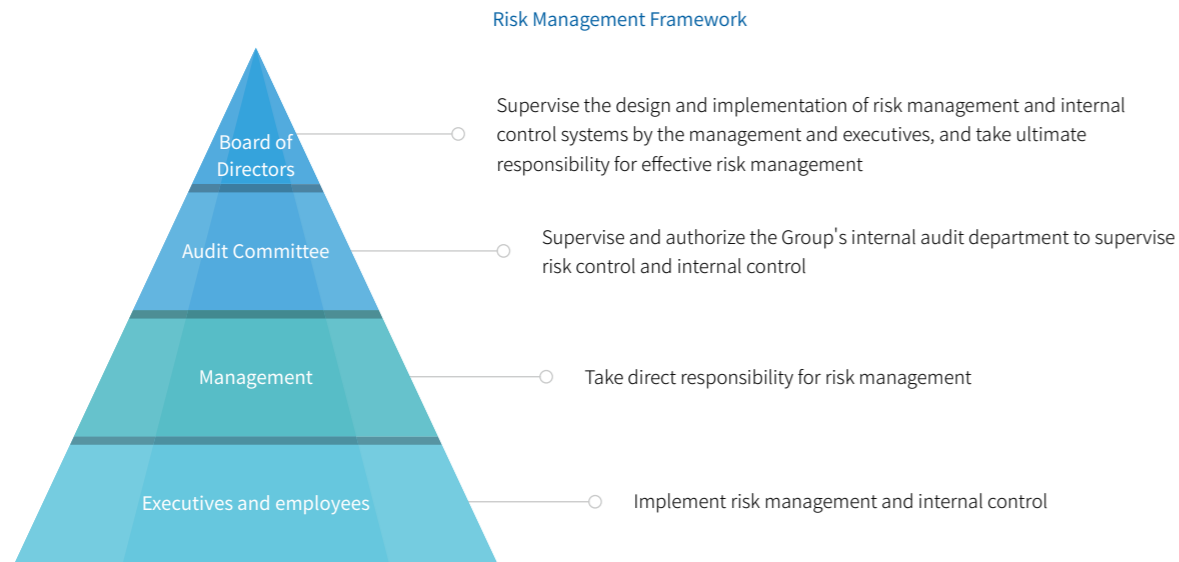 Risk Management Framework
Board of
Directors
Supervise the design and implementation of risk management and internal
control systems by the management and executives, and take ultimate
responsibility for effective risk management
Audit Committee
Supervise and authorize the Group's internal audit department to supervise
risk control and internal control
Management
Take direct responsibility for risk management
Executives and employees
Implement risk management and internal control